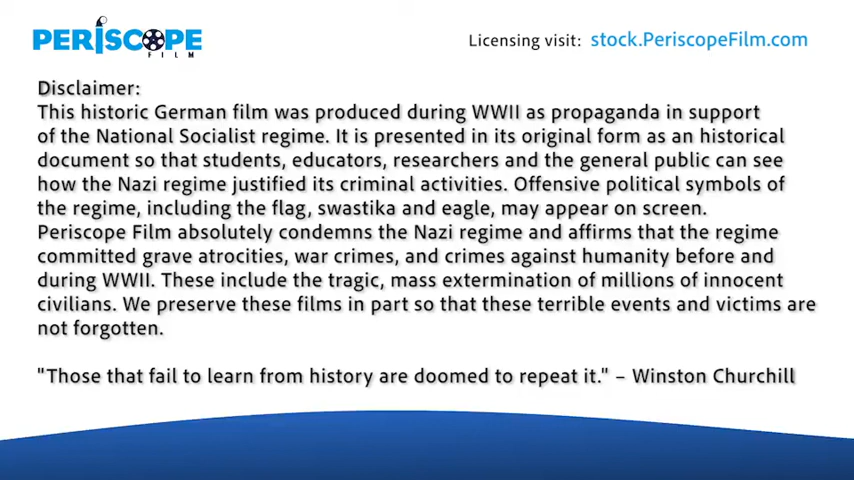 PERISCOPE
FILM
Licensing visit: stock.PeriscopeFilm.com
Disclaimer:
This historic German film was produced during WWII as propaganda in support
of the National Socialist regime. It is presented in its original form as an historical
document so that students, educators, researchers and the general public can see
how the Nazi regime justified its criminal activities. Offensive political symbols of
the regime, including the flag, swastika and eagle, may appear on screen.
Periscope Film absolutely condemns the Nazi regime and affirms that the regime
committed grave atrocities, war crimes, and crimes against humanity before and
during WWII. These include the tragic, mass extermination of millions of innocent
civilians. We preserve these films in part so that these terrible events and victims are
not forgotten.
"Those that fail to learn from history are doomed to repeat it." – Winston Churchill